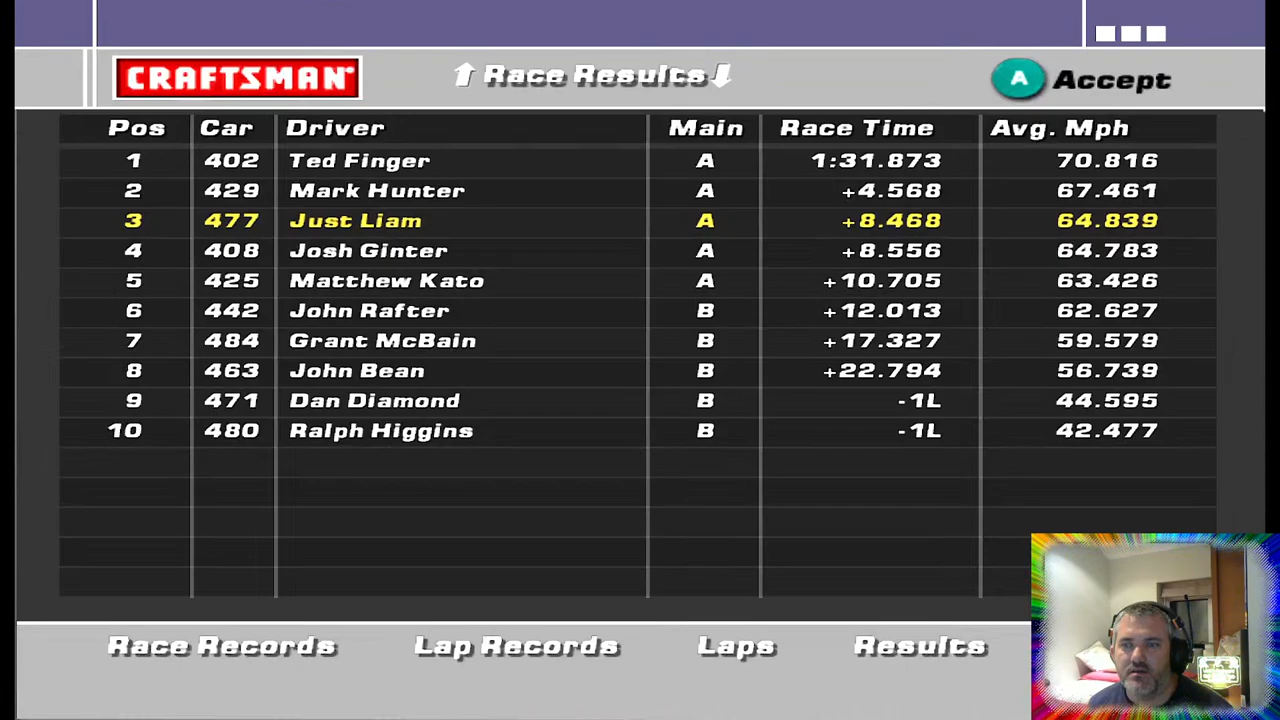 CRAFTSMAN
Race Results
A Accept
Pos Car Driver Main Race Time Avg. Mph
1 402 Ted Finger A 1:31.873 70.816
2 429 Mark Hunter A +4.568 67.461
3 477 Just Liam A +8.468 64.839
4 408 Josh Ginter A +8.556 64.783
5 425 Matthew Kato A +10.705 63.426
6 442 John Rafter B +12.013 62.627
7 484 Grant McBain B +17.327 59.579
8 463 John Bean B +22.794 56.739
9 471 Dan Diamond B -1L 44.595
10 480 Ralph Higgins B -1L 42.477
Race Records Lap Records Laps Results